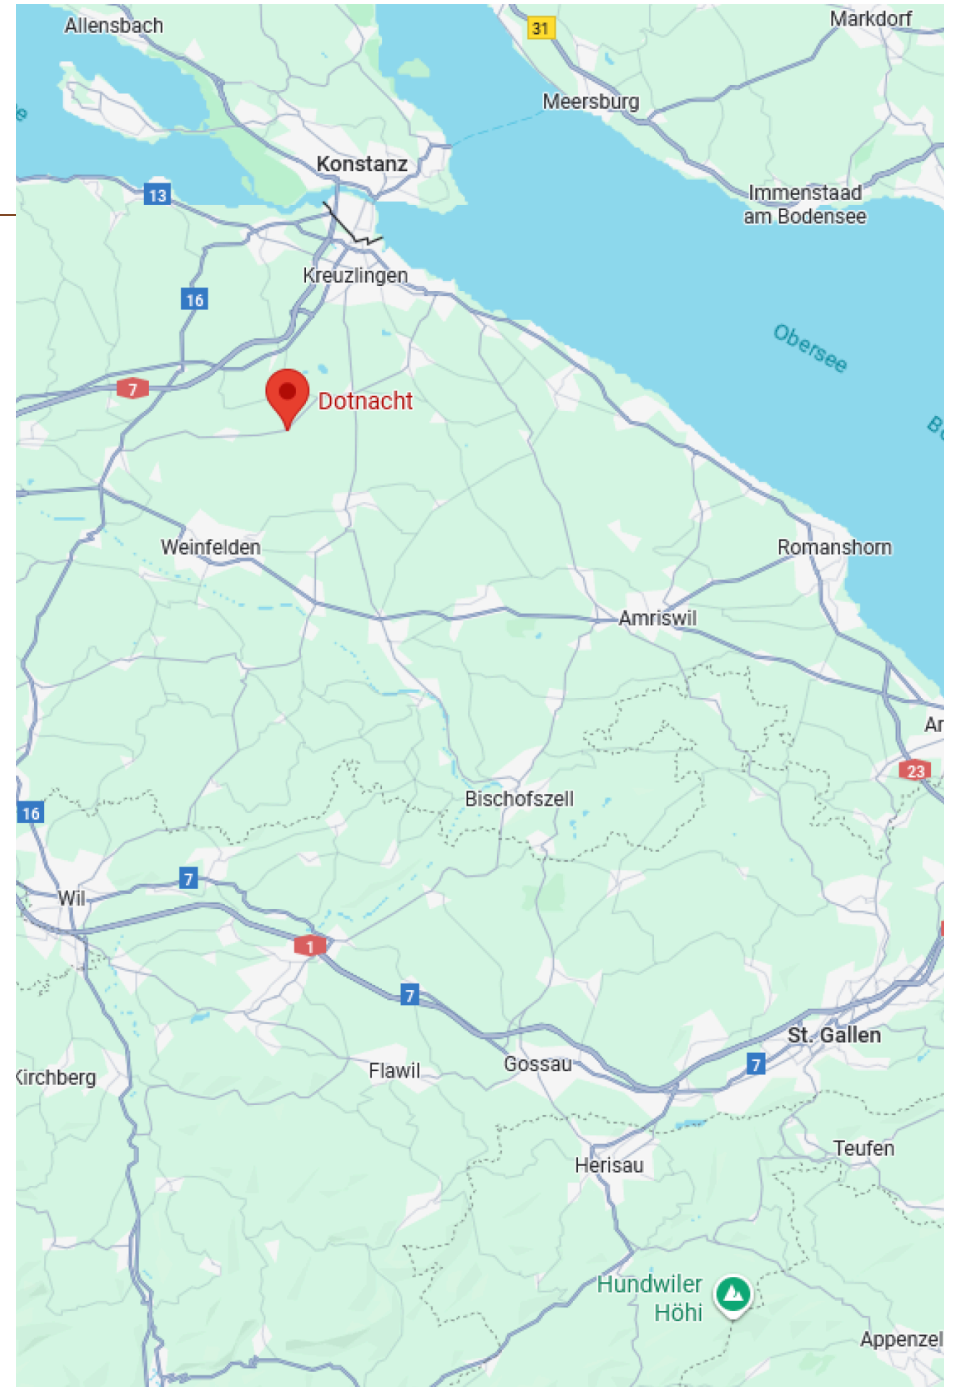 Allensbach
31
Markdorf
Meersburg
Konstanz
13
Immenstaad
am Bodensee
Kreuzlingen
16
Obersee
7
Dotnacht
Weinfelden
Romanshorn
Amriswil
Ar
23
Bischofszell
16
7
Wil
1
7
St. Gallen
Flawil
Gossau
7
Kirchberg
Teufen
Herisau
Hundwiler
Höhi
Appenzel